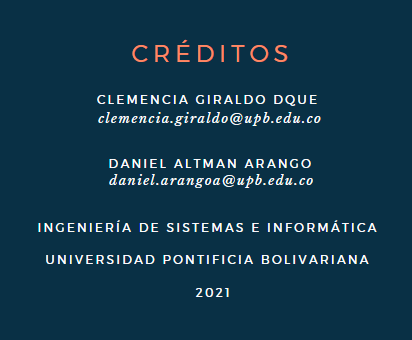 CRÉDITOS
CLEMENCIA GIRALDO DQUE
clemencia.giraldo@upb.edu.co
DANIEL ALTMAN ARANGO
daniel.arangoa@upb.edu.co
INGENIERÍA DE SISTEMAS E INFORMÁTICA
UNIVERSIDAD PONTIFICIA BOLIVARIANA
2021